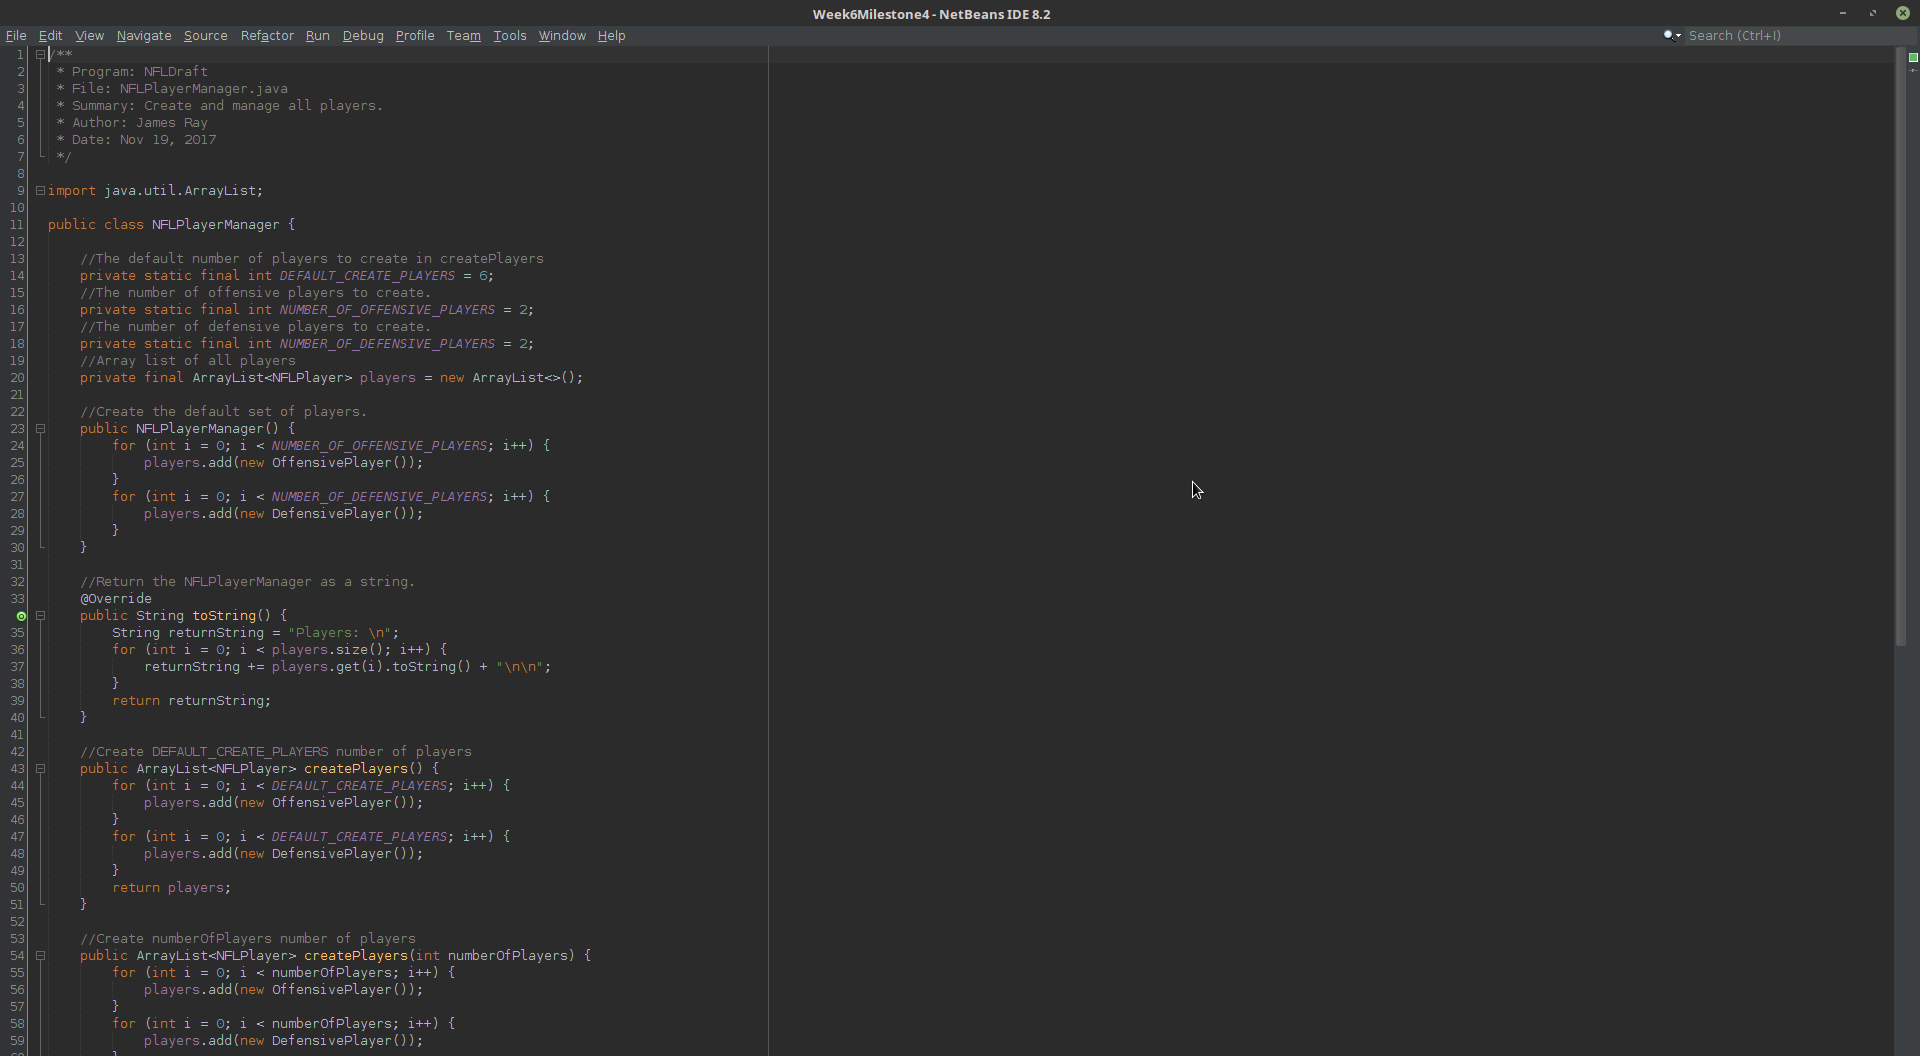 Week6Milestone4 - NetBeans IDE 8.2
File Edit View Navigate Source Refactor Run Debug Profile Team Tools Window Help Search (Ctrl+I)
1 /**
2 * Program: NFLDraft
3 * File: NFLPlayerManager.java
4 * Summary: Create and manage all players.
5 * Author: James Ray
6 * Date: Nov 19, 2017
7 */
8
9 import java.util.ArrayList;
10
11 public class NFLPlayerManager {
12
13 //The default number of players to create in createPlayers
14 private static final int DEFAULT_CREATE_PLAYERS = 6;
15 //The number of offensive players to create.
16 private static final int NUMBER_OF_OFFENSIVE_PLAYERS = 2;
17 //The number of defensive players to create.
18 private static final int NUMBER_OF_DEFENSIVE_PLAYERS = 2;
19 //Array list of all players
20 private final ArrayList<NFLPlayer> players = new ArrayList<>();
21
22 //Create the default set of players.
23 public NFLPlayerManager() {
24 for (int i = 0; i < NUMBER_OF_OFFENSIVE_PLAYERS; i++) {
25 players.add(new OffensivePlayer());
26 }
27 for (int i = 0; i < NUMBER_OF_DEFENSIVE_PLAYERS; i++) {
28 players.add(new DefensivePlayer());
29 }
30 }
31
32 //Return the NFLPlayerManager as a string.
33 @Override
public String toString() {
35 String returnString = "Players: \n";
36 for (int i = 0; i < players.size(); i++) {
37 returnString += players.get(i).toString() + "\n\n";
38 }
39 return returnString;
40 }
41
42 //Create DEFAULT_CREATE_PLAYERS number of players
43 public ArrayList<NFLPlayer> createPlayers() {
44 for (int i = 0; i < DEFAULT_CREATE_PLAYERS; i++) {
45 players.add(new OffensivePlayer());
46 }
47 for (int i = 0; i < DEFAULT_CREATE_PLAYERS; i++) {
48 players.add(new DefensivePlayer());
49 }
50 return players;
51 }
52
53 //Create numberOfPlayers number of players
54 public ArrayList<NFLPlayer> createPlayers(int numberOfPlayers) {
55 for (int i = 0; i < numberOfPlayers; i++) {
56 players.add(new OffensivePlayer());
57 }
58 for (int i = 0; i < numberOfPlayers; i++) {
59 players.add(new DefensivePlayer());